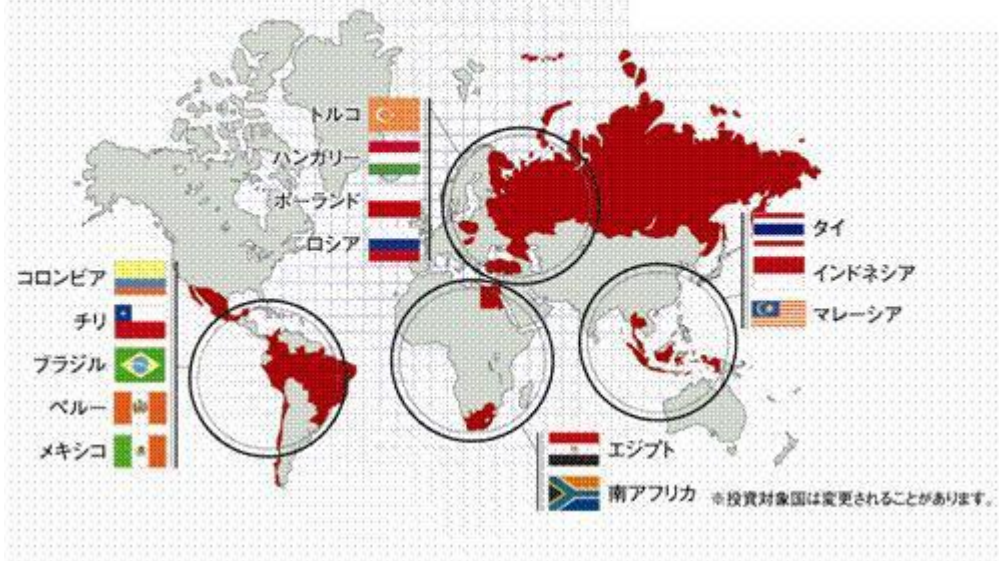 トルコ
ハンガリー
ポーランド
ロシア
コロンビア
チリ
ブラジル
ペルー
メキシコ
タイ
インドネシア
マレーシア
エジプト
南アフリカ
※投資対象国は変更されることがあります。